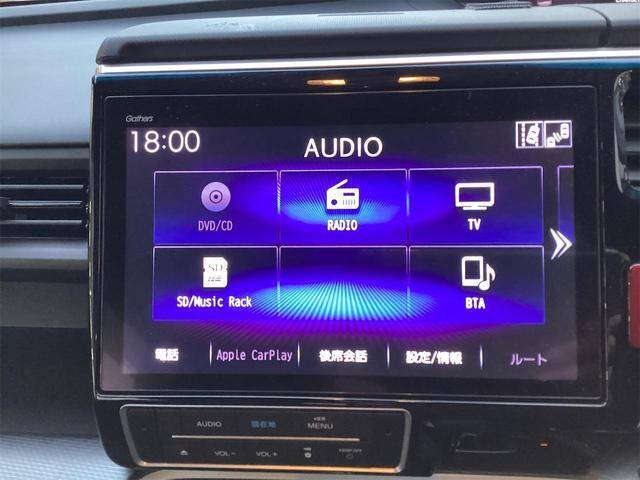 Gathers
18:00
AUDIO
DVD/CD
RADIO
TV
SD
SD/Music Rack
BTA
電話 Apple CarPlay 後席会話 設定/情報 ルート
AUDIO 現在地 MENU
VOL− VOL+